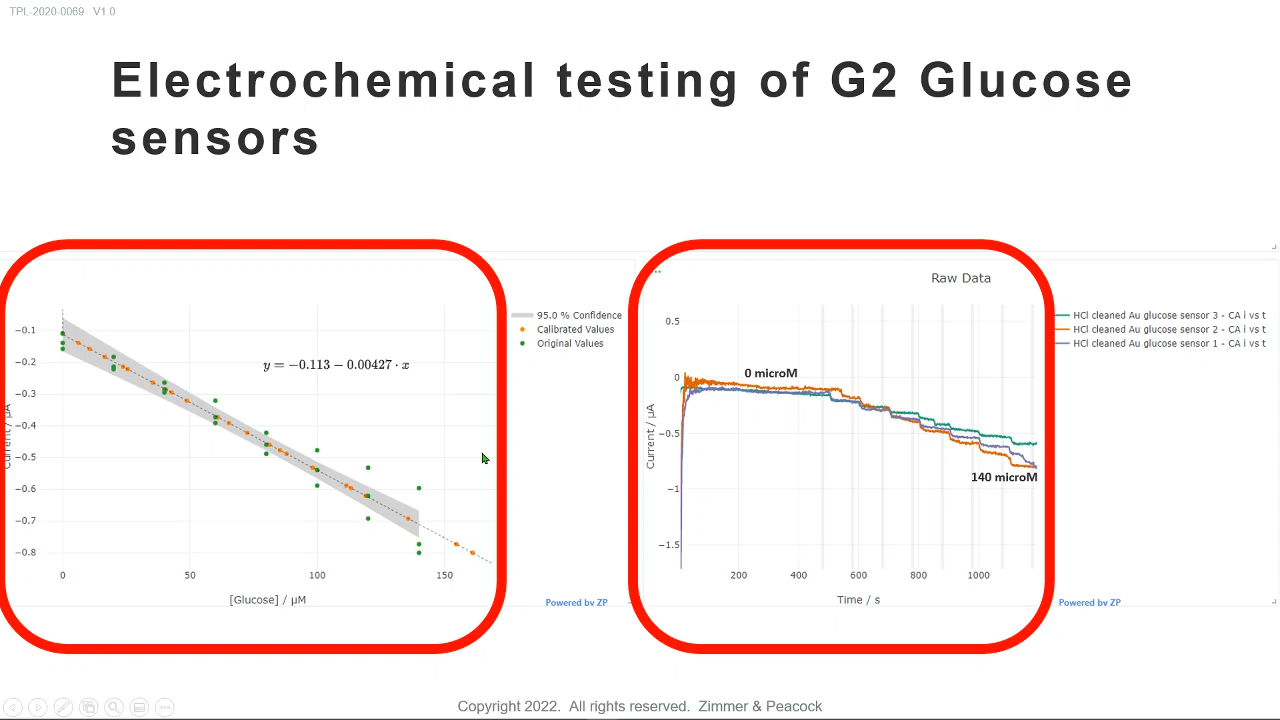 TPL-2020-0069 V1.0
Electrochemical testing of G2 Glucose
sensors
−0.1
−0.2
−0.3
−0.4
−0.5
−0.6
−0.7
−0.8
Current / µA
y = −0.113 − 0.00427 · x
0 50 100 150
[Glucose] / µM
95.0 % Confidence
Calibrated Values
Original Values
Powered by ZP
Raw Data
0.5
0
−0.5
−1
−1.5
Current / µA
0 microM
140 microM
200 400 600 800 1000
Time / s
HCl cleaned Au glucose sensor 3 - CA i vs t
HCl cleaned Au glucose sensor 2 - CA i vs t
HCl cleaned Au glucose sensor 1 - CA i vs t
Powered by ZP
Copyright 2022. All rights reserved. Zimmer & Peacock